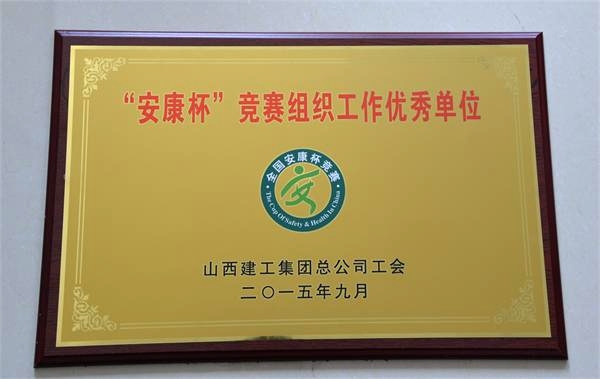 “安康杯”竞赛组织工作优秀单位
全国安康杯竞赛
The Cup Of Safety & Health In China
山西建工集团总公司工会
二〇一五年九月